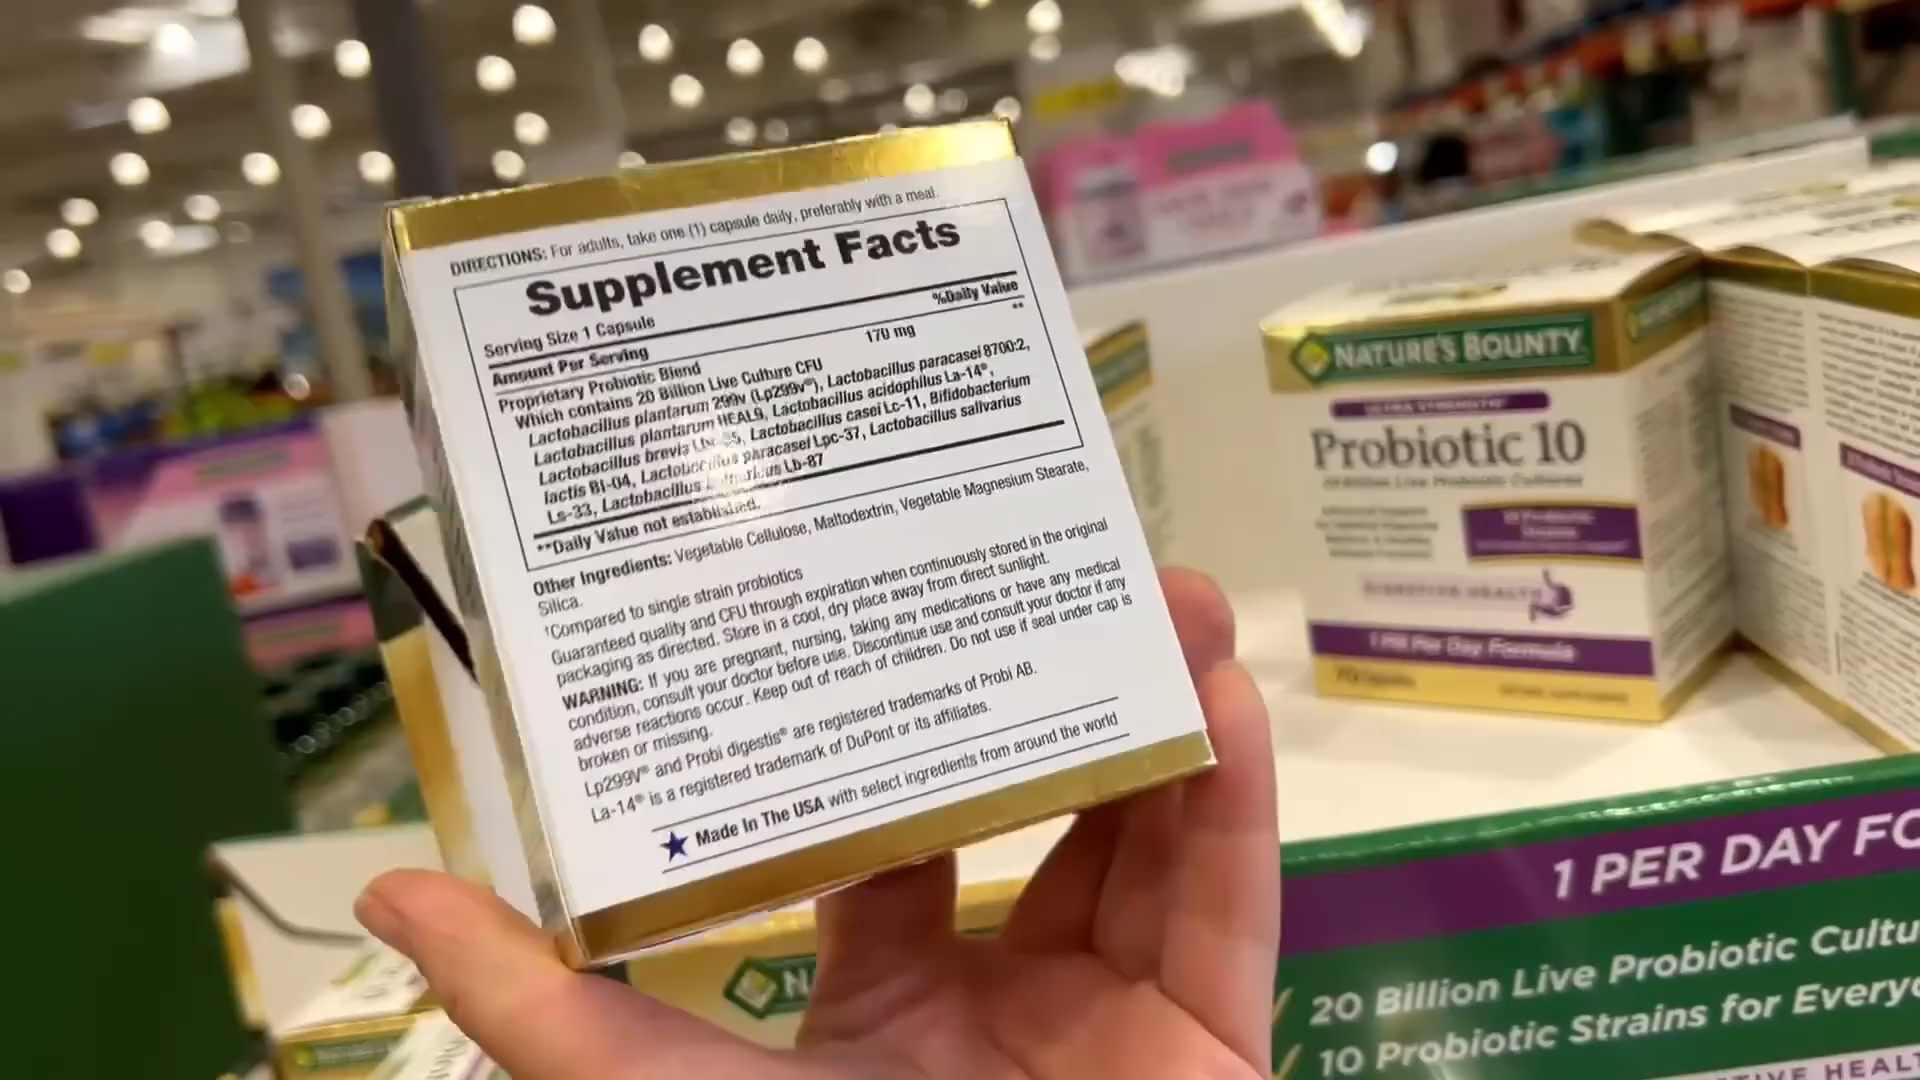 DIRECTIONS: For adults, take one (1) capsule daily, preferably with a meal.
Supplement Facts
Serving Size 1 Capsule
Amount Per Serving
%Daily Value
Proprietary Probiotic Blend
170 mg
**
Which contains 20 Billion Live Culture CFU
Lactobacillus plantarum 299v (Lp299v®), Lactobacillus paracasei 8700:2,
Lactobacillus plantarum HEAL9, Lactobacillus acidophilus La-14®,
Lactobacillus brevis Lactobacillus casei Lc-11, Bifidobacterium
lactis Bl-04, Lactobacillus paracasei Lpc-37, Lactobacillus salivarius
Ls-33, Lactobacillus Lb-87
**Daily Value not established.
Other Ingredients: Vegetable Cellulose, Maltodextrin, Vegetable Magnesium Stearate,
Silica.
†Compared to single strain probiotics
Guaranteed quality and CFU through expiration when continuously stored in the original
packaging as directed. Store in a cool, dry place away from direct sunlight.
WARNING: If you are pregnant, nursing, taking any medications or have any medical
condition, consult your doctor before use. Discontinue use and consult your doctor if any
adverse reactions occur. Keep out of reach of children. Do not use if seal under cap is
broken or missing.
Lp299V® and Probi digestis® are registered trademarks of Probi AB.
La-14® is a registered trademark of DuPont or its affiliates.
Made In The USA with select ingredients from around the world
NATURE'S BOUNTY
ULTRA STRENGTH
Probiotic 10
20 Billion Live Probiotic Cultures
10 Probiotic
DIGESTIVE HEALTH
1 Pill Per Day Formula
1 PER DAY FO
20 Billion Live Probiotic Cultu
10 Probiotic Strains for Everyd
TIVE HEALT